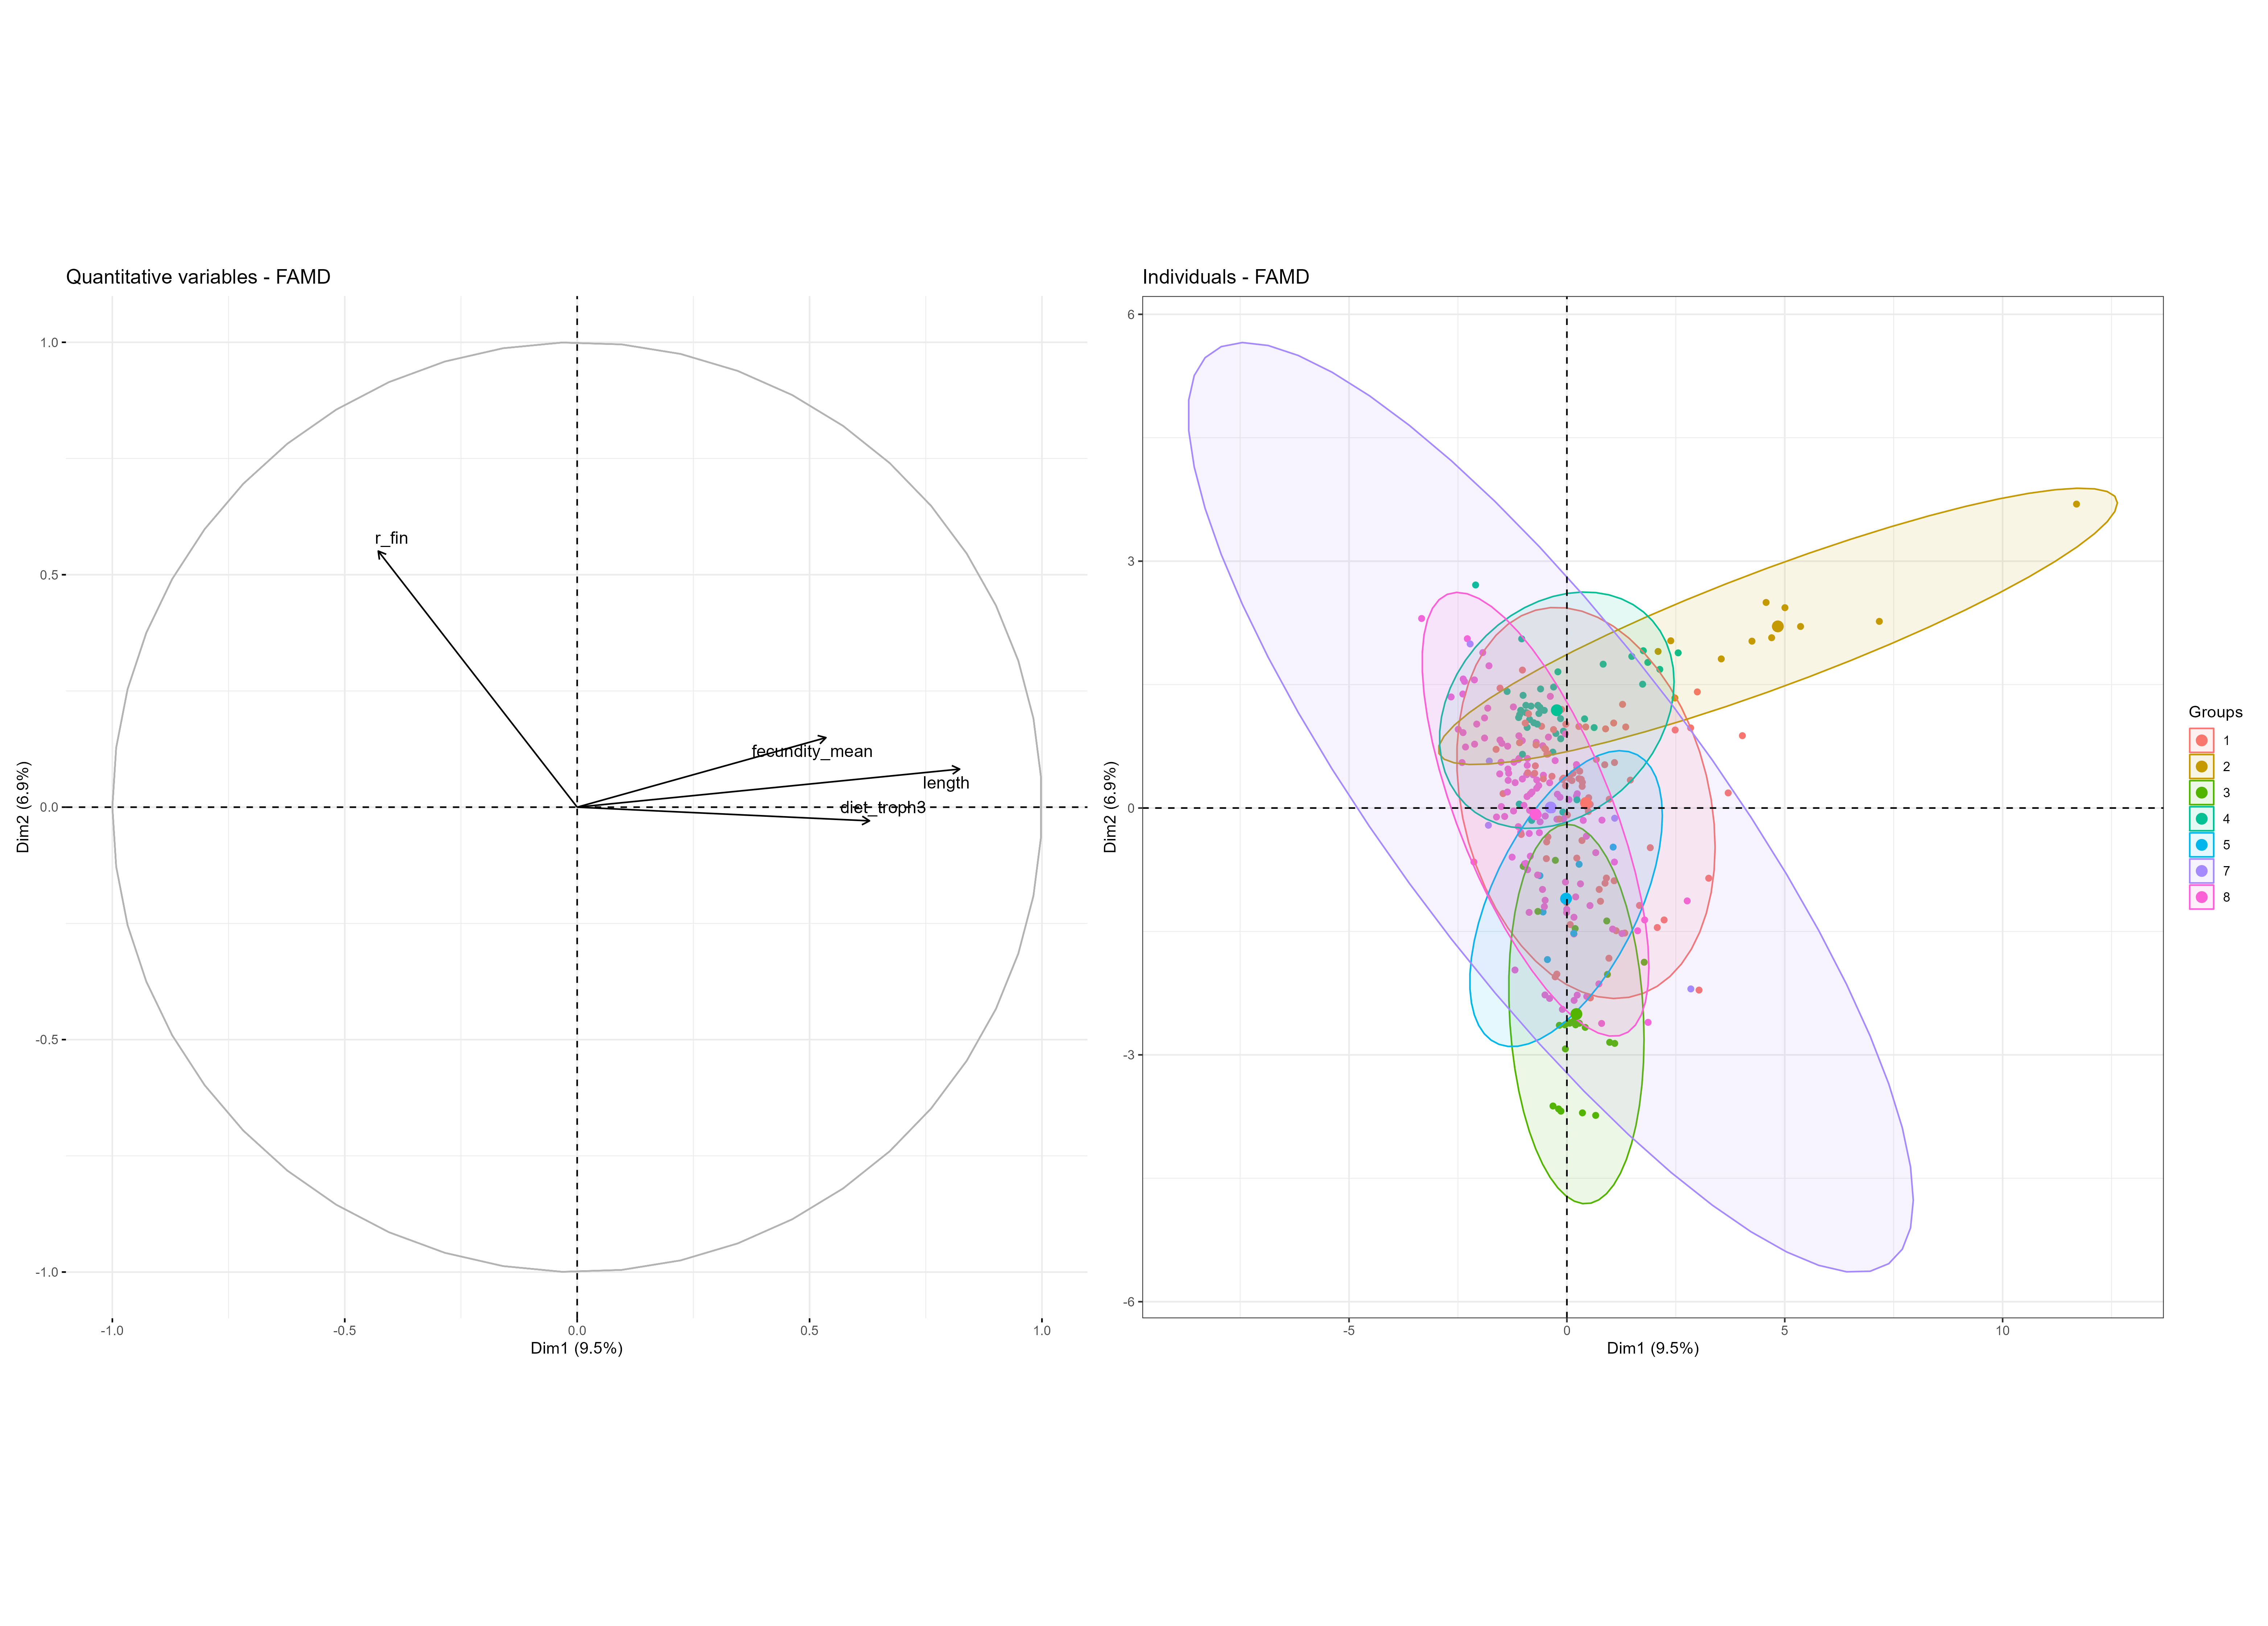 Quantitative variables - FAMD
1.0
0.5
0.0
-0.5
-1.0
Dim2 (6.9%)
r_fin
fecundity_mean
length
diet_troph3
-1.0
-0.5
0.0
0.5
1.0
Dim1 (9.5%)
Individuals - FAMD
6
3
0
-3
-6
Dim2 (6.9%)
-5
0
5
10
Dim1 (9.5%)
Groups
1
2
3
4
5
7
8